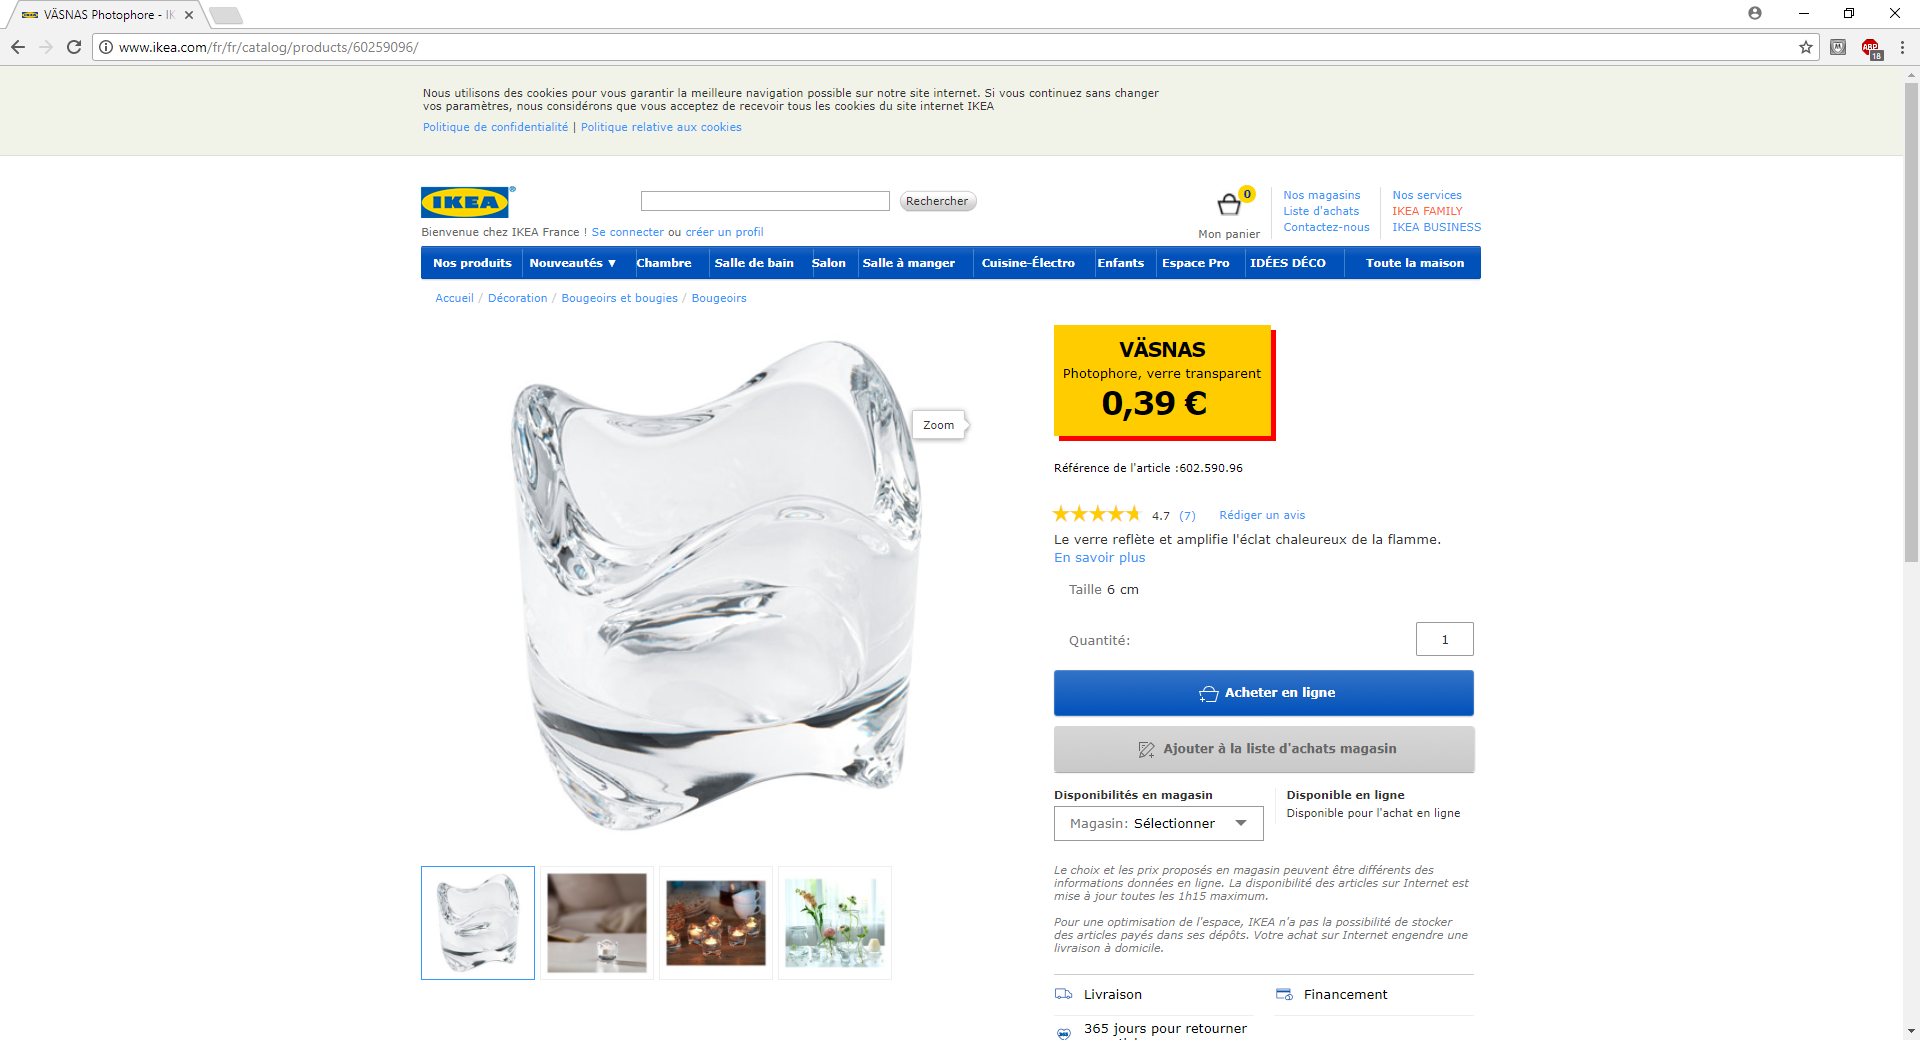 VÄSNAS Photophore - IK
www.ikea.com/fr/fr/catalog/products/60259096/
ABP
18
Nous utilisons des cookies pour vous garantir la meilleure navigation possible sur notre site internet. Si vous continuez sans changer
vos paramètres, nous considérons que vous acceptez de recevoir tous les cookies du site internet IKEA
Politique de confidentialité | Politique relative aux cookies
IKEA®
Rechercher
0
Mon panier
Nos magasins
Liste d'achats
Contactez-nous
Nos services
IKEA FAMILY
IKEA BUSINESS
Bienvenue chez IKEA France ! Se connecter ou créer un profil
Nos produits Nouveautés ▼ Chambre Salle de bain Salon Salle à manger Cuisine-Électro Enfants Espace Pro IDÉES DÉCO Toute la maison
Accueil / Décoration / Bougeoirs et bougies / Bougeoirs
Zoom
VÄSNAS
Photophore, verre transparent
0,39 €
Référence de l'article :602.590.96
4.7 (7) Rédiger un avis
Le verre reflète et amplifie l'éclat chaleureux de la flamme.
En savoir plus
Taille 6 cm
Quantité: 1
Acheter en ligne
Ajouter à la liste d'achats magasin
Disponibilités en magasin
Magasin: Sélectionner
Disponible en ligne
Disponible pour l'achat en ligne
Le choix et les prix proposés en magasin peuvent être différents des
informations données en ligne. La disponibilité des articles sur Internet est
mise à jour toutes les 1h15 maximum.
Pour une optimisation de l'espace, IKEA n'a pas la possibilité de stocker
des articles payés dans ses dépôts. Votre achat sur Internet engendre une
livraison à domicile.
Livraison
Financement
365 jours pour retourner